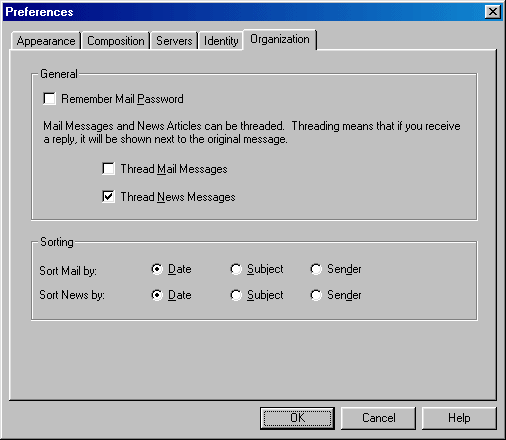 Preferences
Appearance Composition Servers Identity Organization
General
Remember Mail Password
Mail Messages and News Articles can be threaded. Threading means that if you receive
a reply, it will be shown next to the original message.
Thread Mail Messages
Thread News Messages
Sorting
Sort Mail by: Date Subject Sender
Sort News by: Date Subject Sender
OK Cancel Help